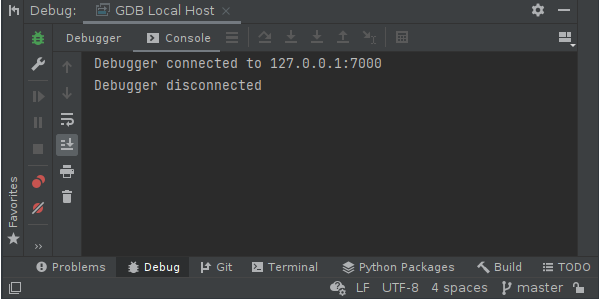 Debug: GDB Local Host
Debugger Console
Debugger connected to 127.0.0.1:7000
Debugger disconnected
Favorites
Problems Debug Git Terminal Python Packages Build TODO
LF UTF-8 4 spaces master